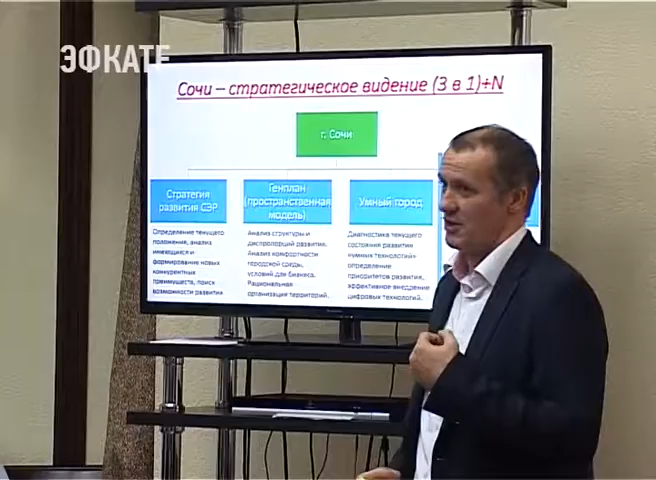 ЭФКАТЕ
Сочи – стратегическое видение (3 в 1)+N
г. Сочи
Стратегия
развития СЭР
Генплан
(пространственная
модель)
Умный город
Определение текущего
положения, анализ
имеющихся и
формирование новых
конкурентных
преимуществ, поиск
возможности развития
Анализ структуры и
диспропорций развития.
Анализ комфортности
городской среды,
условий для бизнеса.
Рациональная
организация территорий.
Диагностика текущего
состояния развития
«умных технологий»
определение
приоритетов развития,
эффективное внедрение
цифровых технологий.